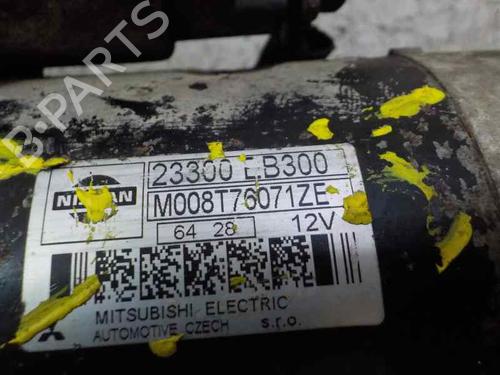 B-PARTS
23300 EB300
NISSAN
M008T76071ZE
64 28 12V
MITSUBISHI ELECTRIC
AUTOMOTIVE CZECH s.r.o.